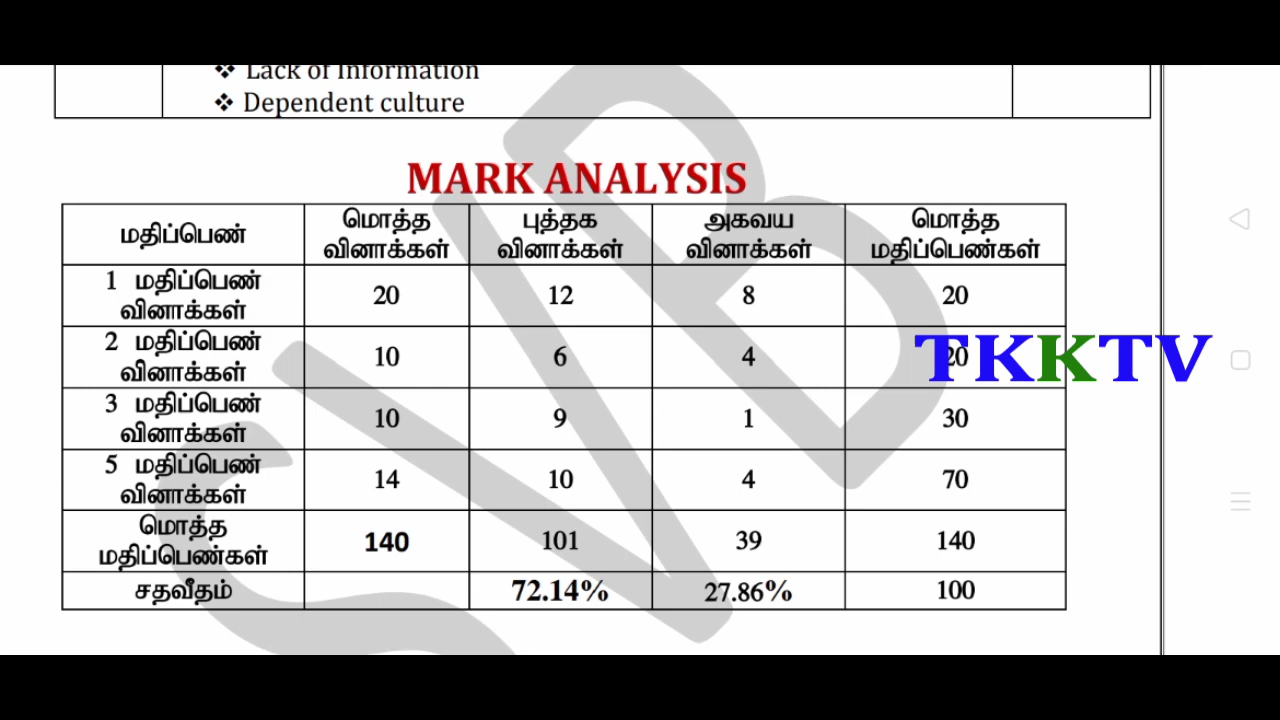 ❖ Lack of Information
❖ Dependent culture
MARK ANALYSIS
மதிப்பெண் மொத்த வினாக்கள் புத்தக வினாக்கள் அகவய வினாக்கள் மொத்த மதிப்பெண்கள்
1 மதிப்பெண் வினாக்கள் 20 12 8 20
2 மதிப்பெண் வினாக்கள் 10 6 4 20
3 மதிப்பெண் வினாக்கள் 10 9 1 30
5 மதிப்பெண் வினாக்கள் 14 10 4 70
மொத்த மதிப்பெண்கள் 140 101 39 140
சதவீதம் 72.14% 27.86% 100
TKKTV
SVB